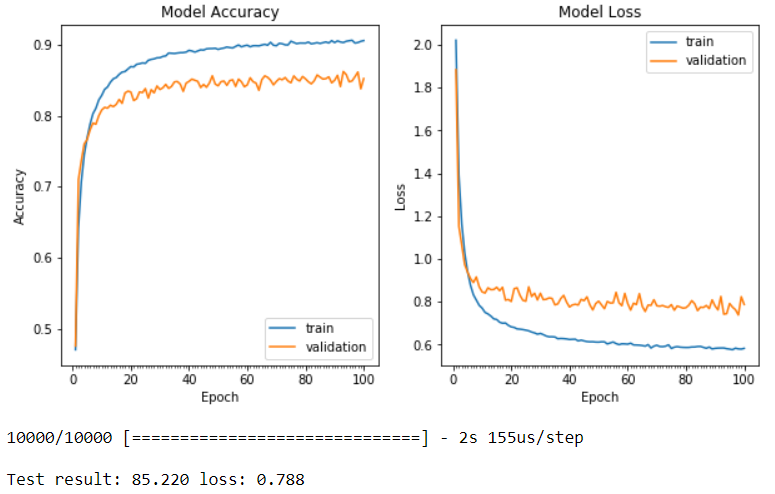 Model Accuracy
0.9
0.8
0.7
0.6
0.5
Accuracy
train
validation
0
20
40
60
80
100
Epoch
Model Loss
2.0
1.8
1.6
1.4
1.2
1.0
0.8
0.6
Loss
train
validation
0
20
40
60
80
100
Epoch
10000/10000 [==============================] - 2s 155us/step
Test result: 85.220 loss: 0.788